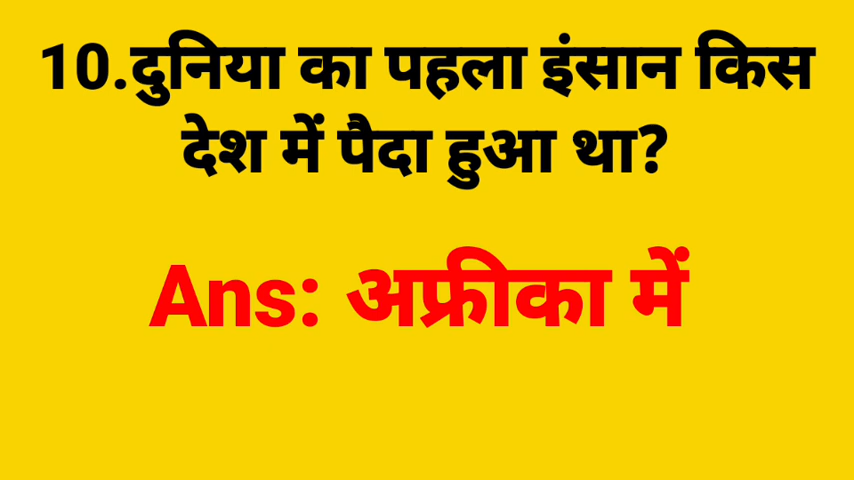 10.दुनिया का पहला इंसान किस
देश में पैदा हुआ था?
Ans: अफ्रीका में